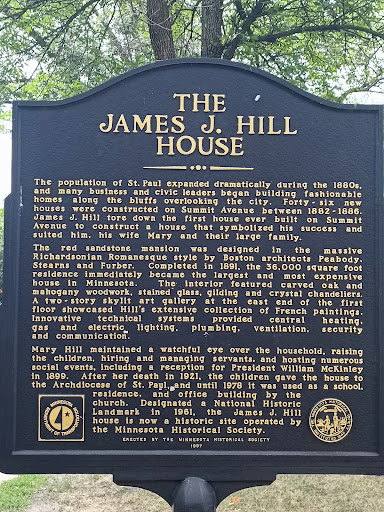 THE
JAMES J. HILL
HOUSE
The population of St. Paul expanded dramatically during the 1880s,
and many business and civic leaders began building fashionable
homes along the bluffs overlooking the city. Forty-six new
houses were constructed on Summit Avenue between 1882-1886.
James J. Hill tore down the first house ever built on Summit
Avenue to construct a house that symbolized his success and
suited him, his wife Mary and their large family.
The red sandstone mansion was designed in the massive
Richardsonian Romanesque style by Boston architects Peabody,
Stearns and Furber. Completed in 1891, the 36,000 square foot
residence immediately became the largest and most expensive
house in Minnesota. The interior featured carved oak and
mahogany woodwork, stained glass, gilding and crystal chandeliers.
A two-story skylit art gallery at the east end of the first
floor showcased Hill's extensive collection of French paintings.
Innovative technical systems provided central heating,
gas and electric lighting, plumbing, ventilation, security
and communication.
Mary Hill maintained a watchful eye over the household, raising
the children, hiring and managing servants, and hosting numerous
social events, including a reception for President William McKinley
in 1899. After her death in 1921, the children gave the house to
the Archdiocese of St. Paul, and until 1978 it was used as a school,
residence, and office building by the
church. Designated a National Historic
Landmark in 1961, the James J. Hill
house is now a historic site operated by
the Minnesota Historical Society.
ERECTED BY THE MINNESOTA HISTORICAL SOCIETY
1997